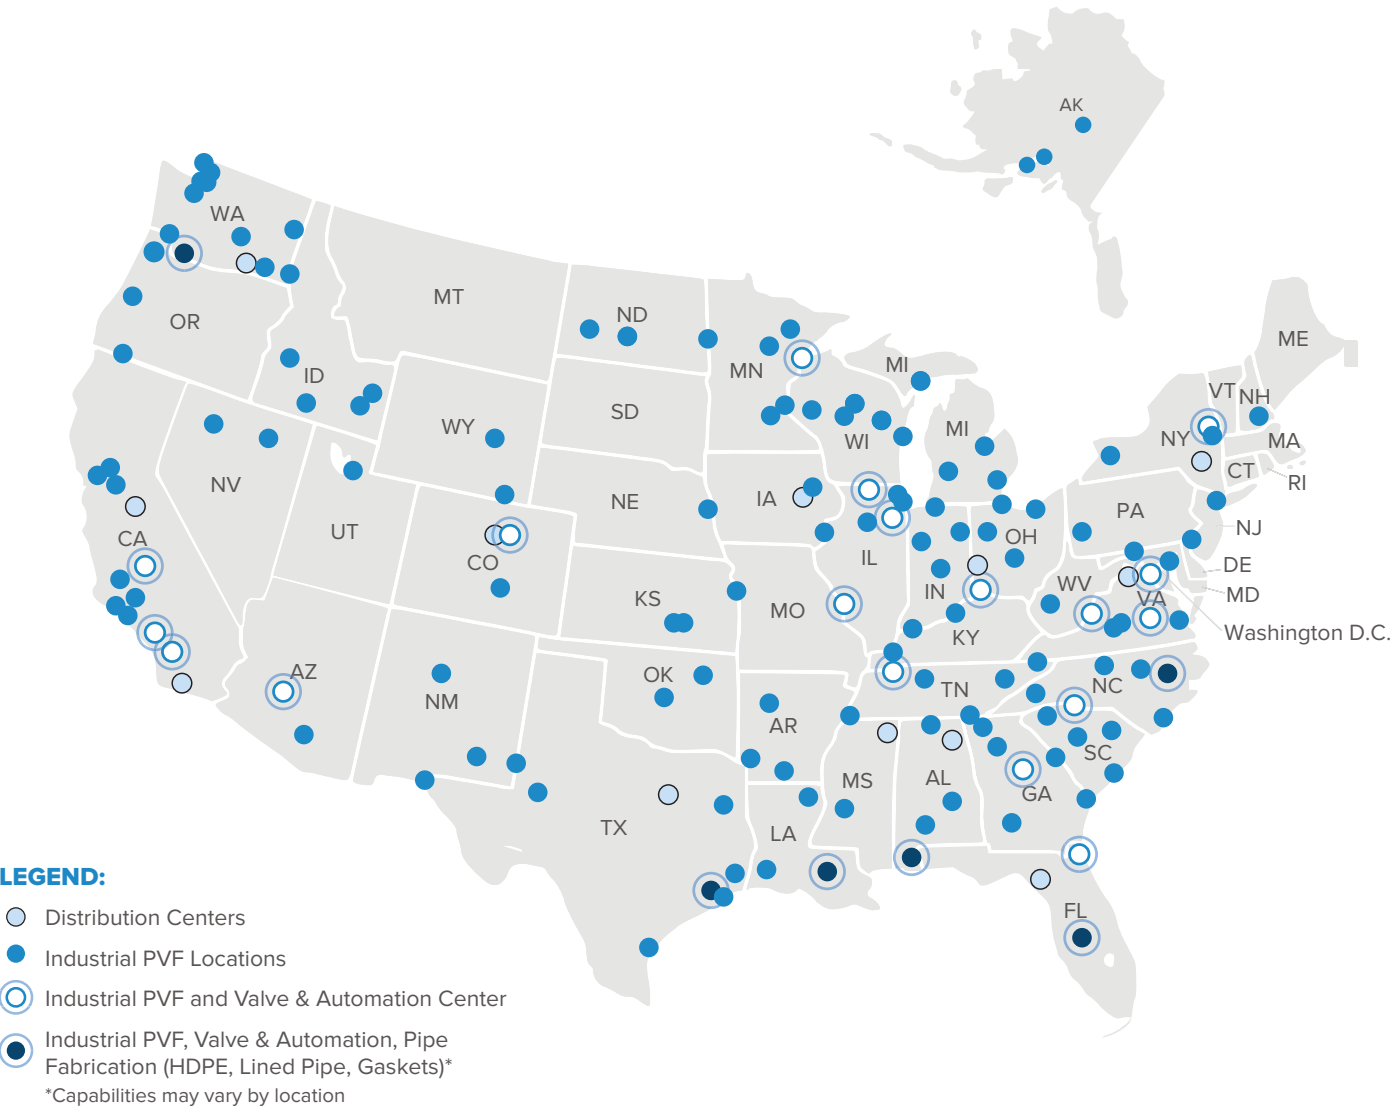 AK
WA
MT
ND
OR
MN
MI
ME
ID
VT
NH
WY
SD
WI
MI
NY
MA
NV
NE
IA
CT
RI
CA
UT
CO
IL
OH
PA
NJ
KS
MO
IN
WV
VA
DE
MD
KY
Washington D.C.
AZ
NM
OK
TN
NC
AR
SC
TX
MS
AL
GA
LA
FL
LEGEND:
Distribution Centers
Industrial PVF Locations
Industrial PVF and Valve & Automation Center
Industrial PVF, Valve & Automation, Pipe
Fabrication (HDPE, Lined Pipe, Gaskets)*
*Capabilities may vary by location